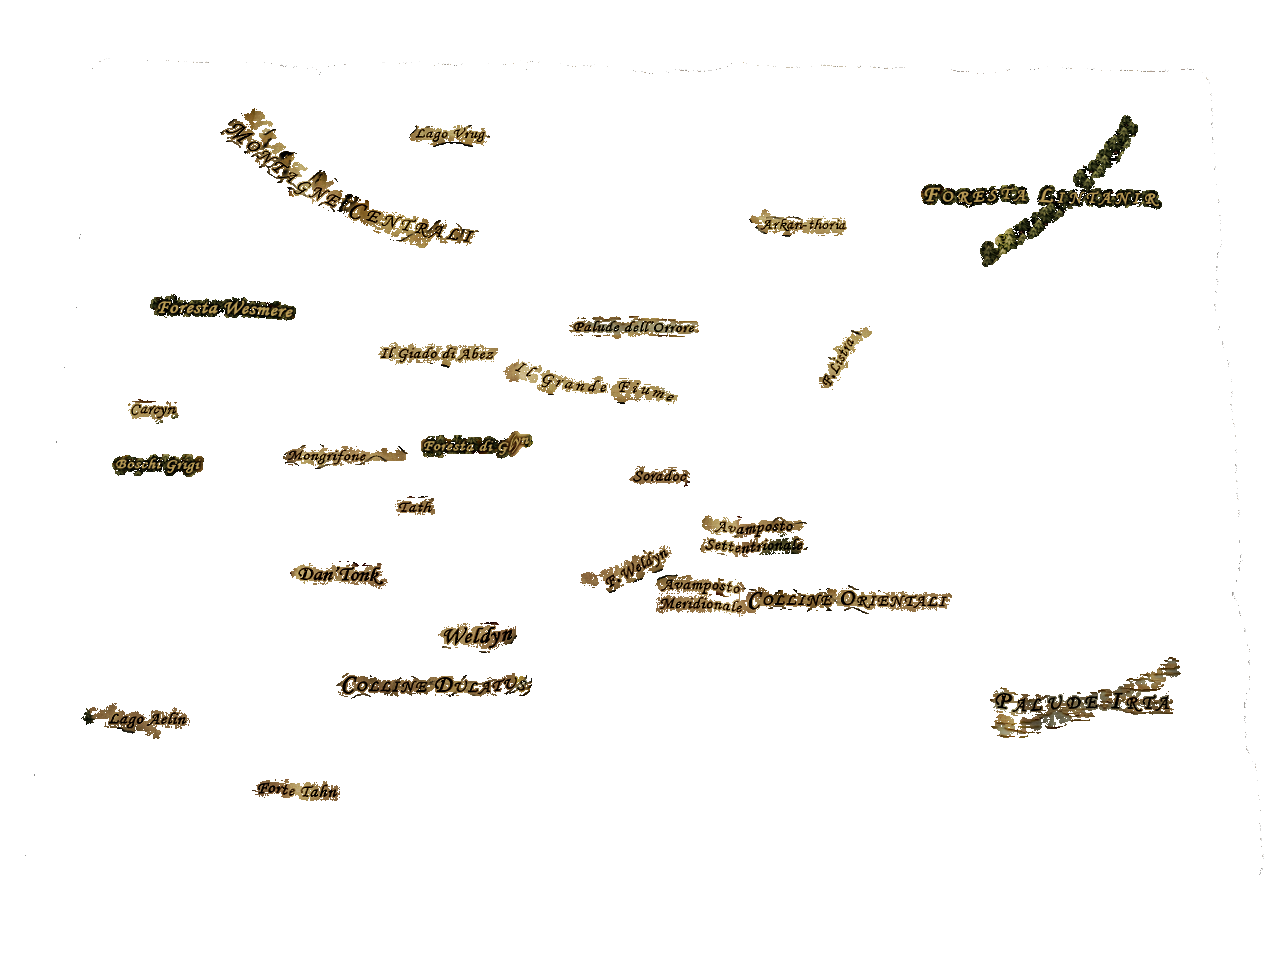 Lago Vrug
Montagne Centrali
Foresta Lintanir
Arkan-thoria
Foresta Wesmere
Palude dell'Orrore
Il Giado di Abez
F. Listra
Il Grande Fiume
Carcyn
Foresta di Gryn
Mongrifone
Boschi Grigi
Soradoc
Tath
Avamposto
Settentrionale
F. Weldyn
Dan'Tonk
Avamposto
Meridionale
Colline Orientali
Weldyn
Colline Dulatus
Palude Irta
Lago Aelin
Forte Tahn